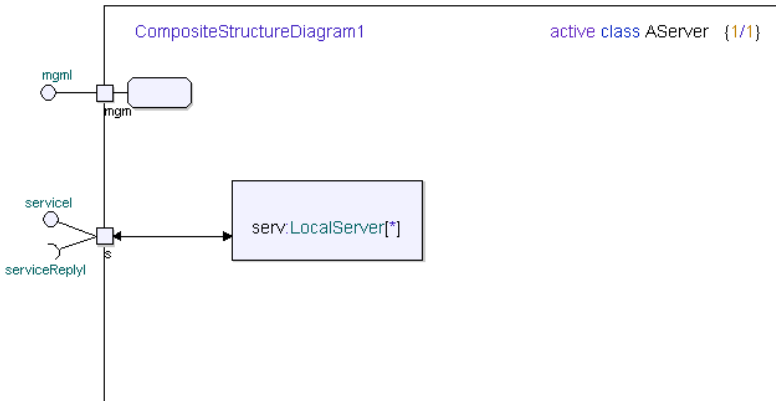 CompositeStructureDiagram1
active class AServer {1/1}
mgmI
mgm
serviceI
serv:LocalServer[*]
s
serviceReplyI